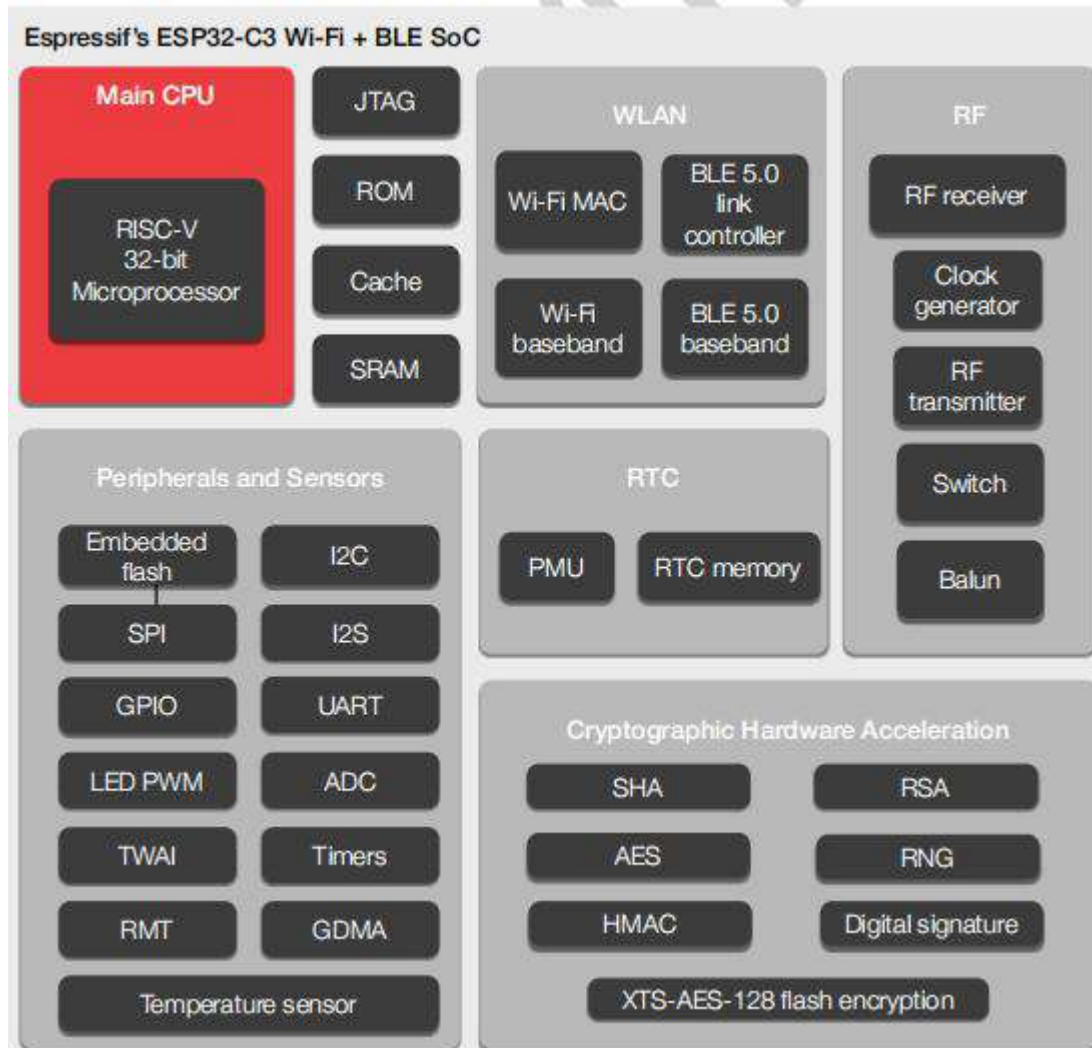 Espressif's ESP32-C3 Wi-Fi + BLE SoC
Main CPU
RISC-V
32-bit
Microprocessor
JTAG
ROM
Cache
SRAM
WLAN
Wi-Fi MAC
BLE 5.0
link
controller
Wi-Fi
baseband
BLE 5.0
baseband
RF
RF receiver
Clock
generator
RF
transmitter
Switch
Balun
Peripherals and Sensors
Embedded
flash
I2C
SPI
I2S
GPIO
UART
LED PWM
ADC
TWAI
Timers
RMT
GDMA
Temperature sensor
RTC
PMU
RTC memory
Cryptographic Hardware Acceleration
SHA
RSA
AES
RNG
HMAC
Digital signature
XTS-AES-128 flash encryption